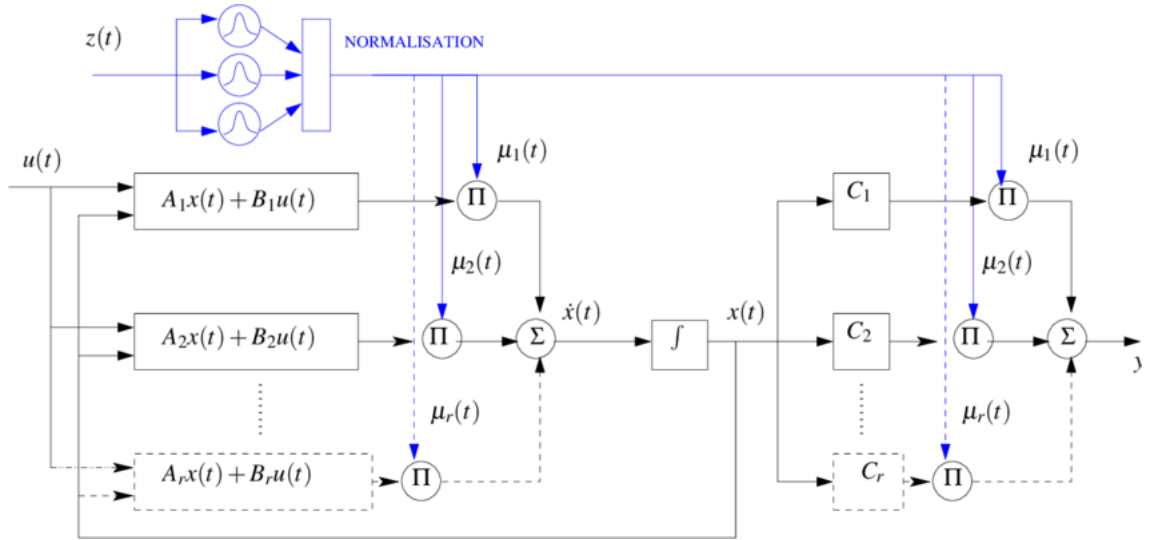 z(t)
NORMALISATION
u(t)
μ₁(t)
μ₁(t)
A₁x(t) + B₁u(t)
Π
C₁
Π
μ₂(t)
μ₂(t)
ẋ(t)
x(t)
A₂x(t) + B₂u(t)
Π
Σ
∫
C₂
Π
Σ
y
μᵣ(t)
μᵣ(t)
Aᵣx(t) + Bᵣu(t)
Π
Cᵣ
Π